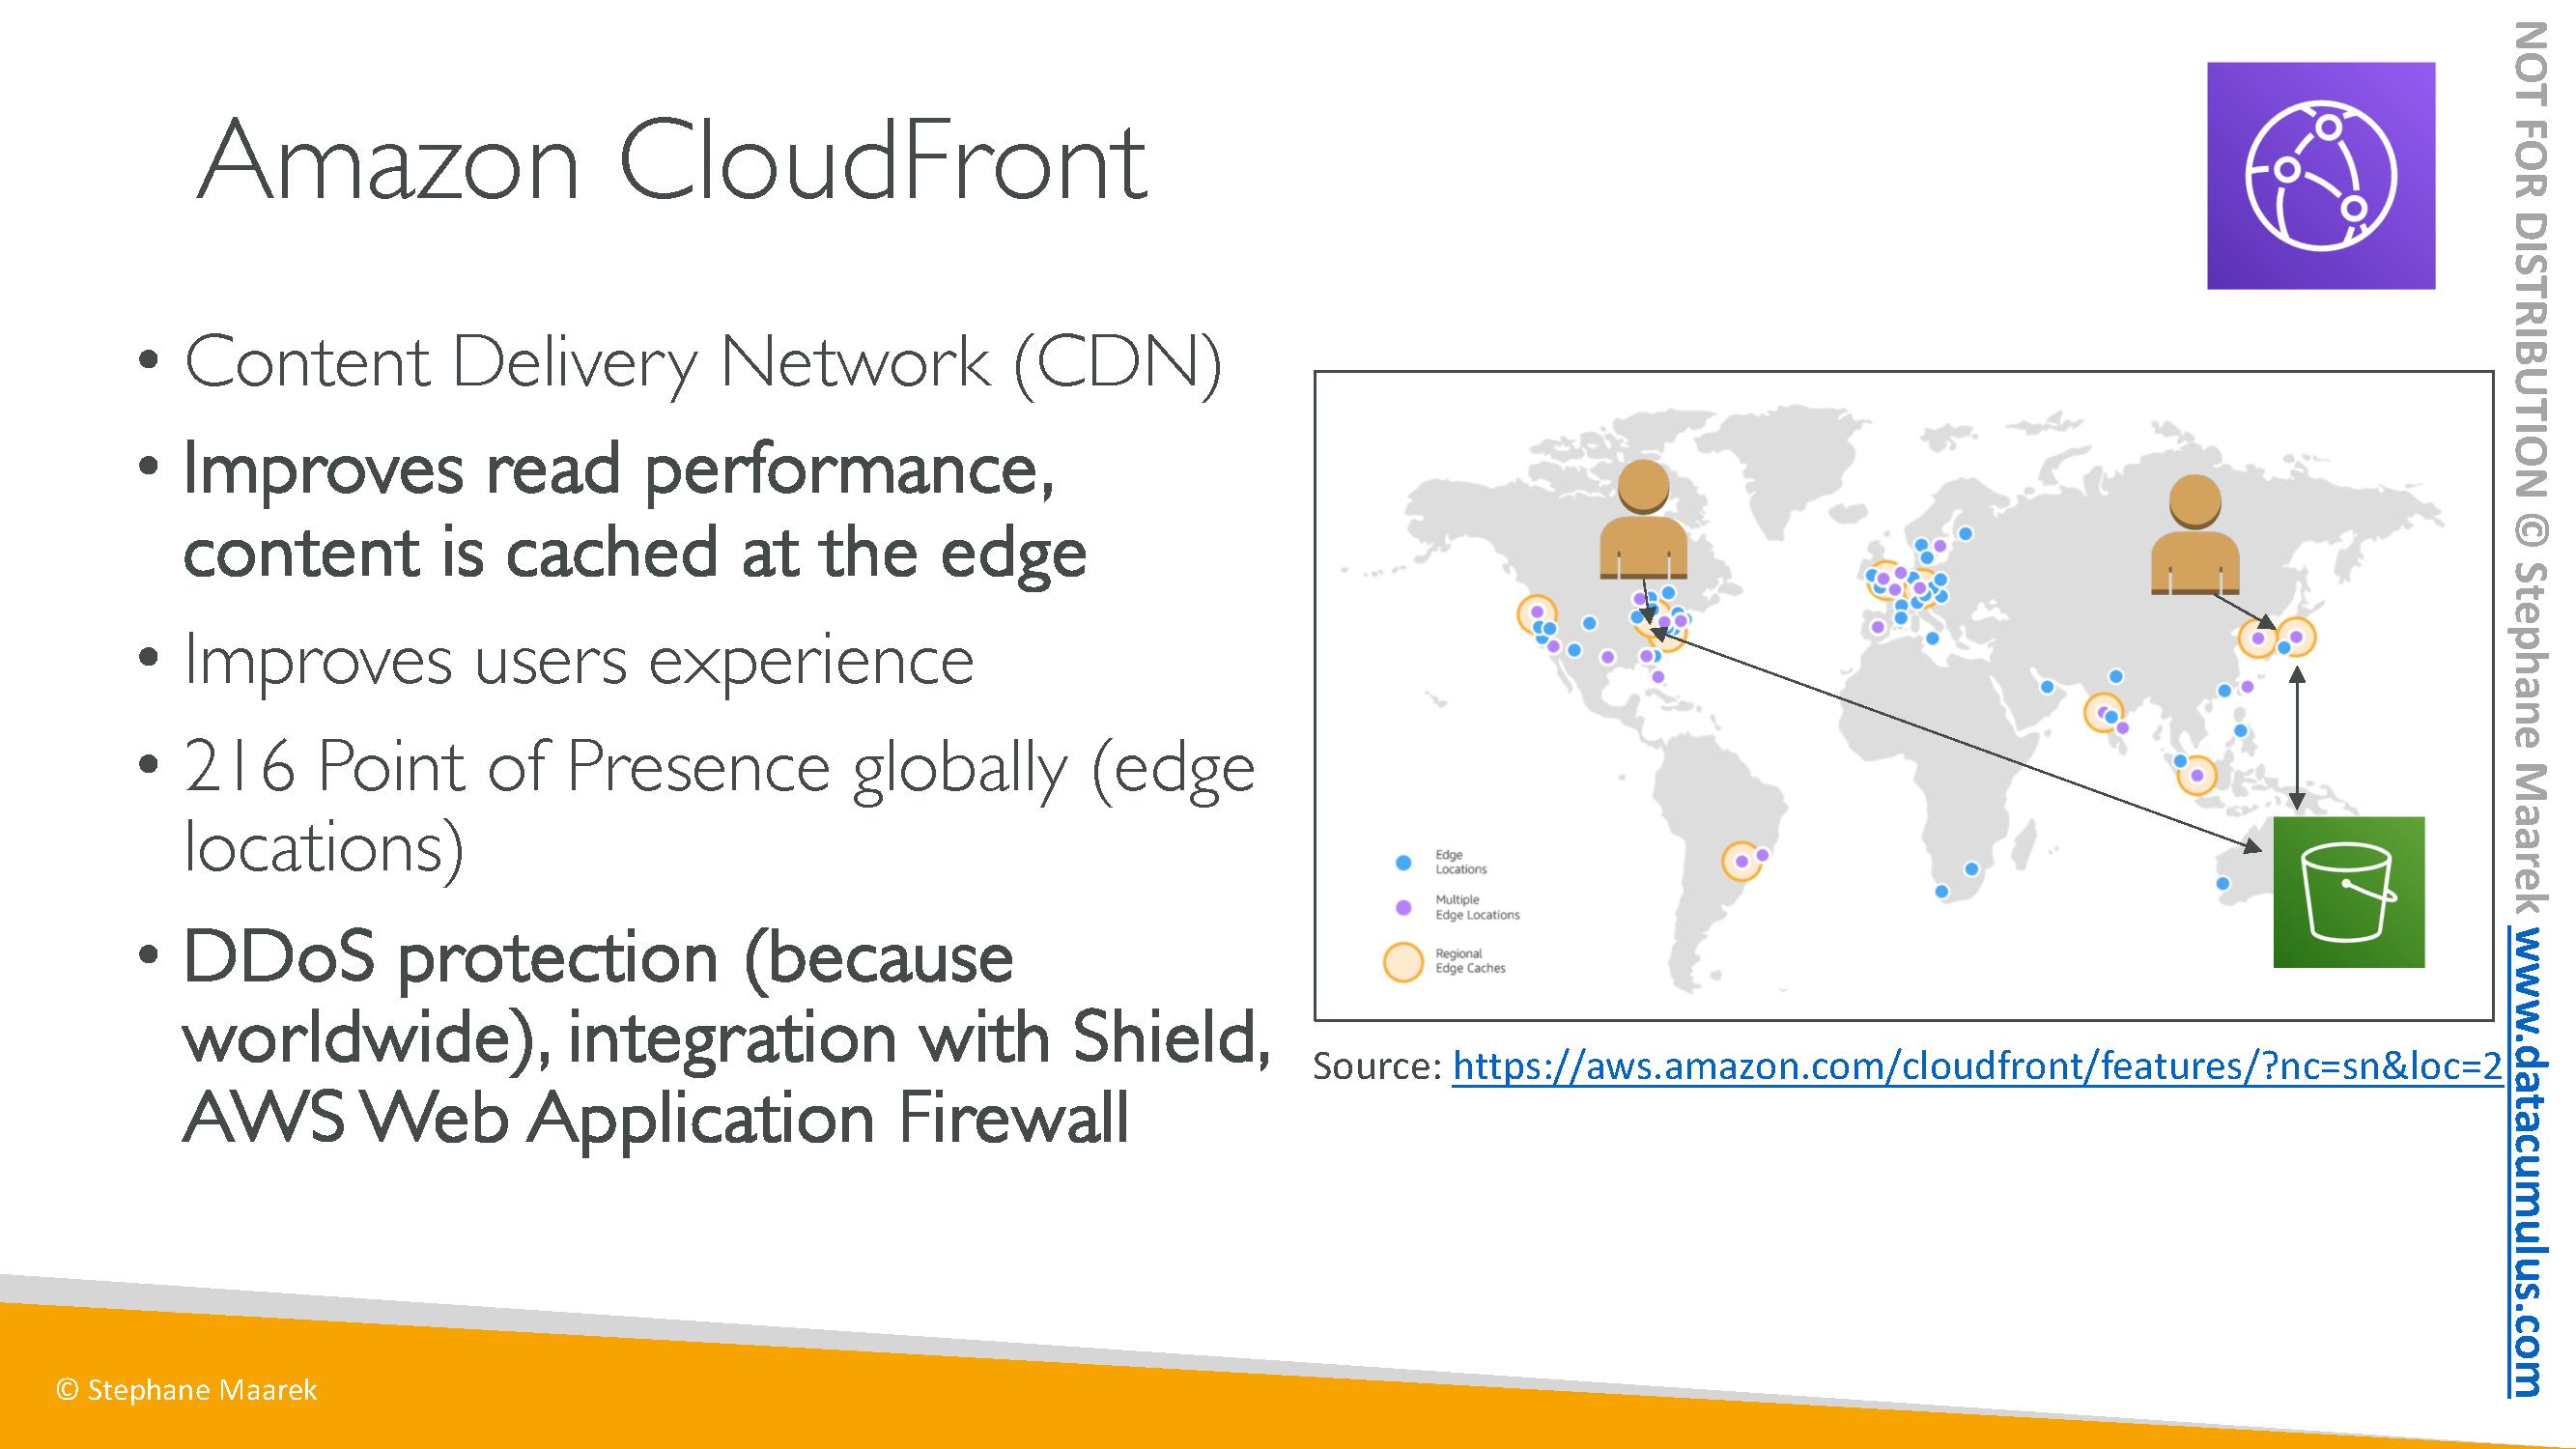 Amazon CloudFront
• Content Delivery Network (CDN)
• Improves read performance,
content is cached at the edge
• Improves users experience
• 216 Point of Presence globally (edge
locations)
• DDoS protection (because
worldwide), integration with Shield,
AWS Web Application Firewall
Edge
Locations
Multiple
Edge Locations
Regional
Edge Caches
Source: https://aws.amazon.com/cloudfront/features/?nc=sn&loc=2
© Stephane Maarek
NOT FOR DISTRIBUTION © Stephane Maarek www.datacumulus.com